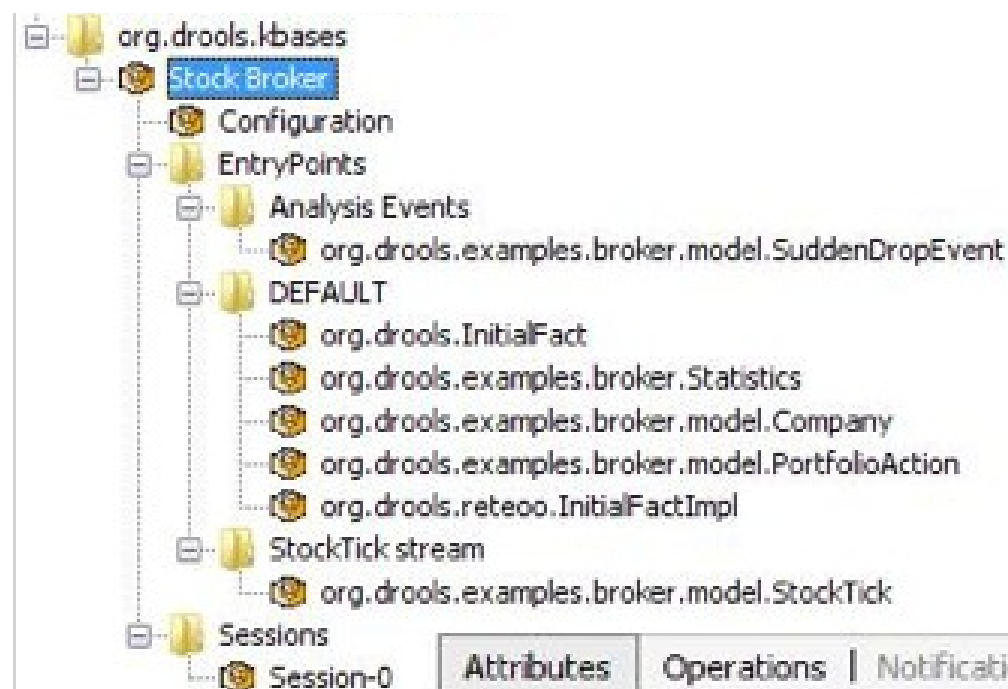 org.drools.kbases
Stock Broker
Configuration
EntryPoints
Analysis Events
org.drools.examples.broker.model.SuddenDropEvent
DEFAULT
org.drools.InitialFact
org.drools.examples.broker.Statistics
org.drools.examples.broker.model.Company
org.drools.examples.broker.model.PortfolioAction
org.drools.reteoo.InitialFactImpl
StockTick stream
org.drools.examples.broker.model.StockTick
Sessions
Session-0 Attributes Operations | Notificati